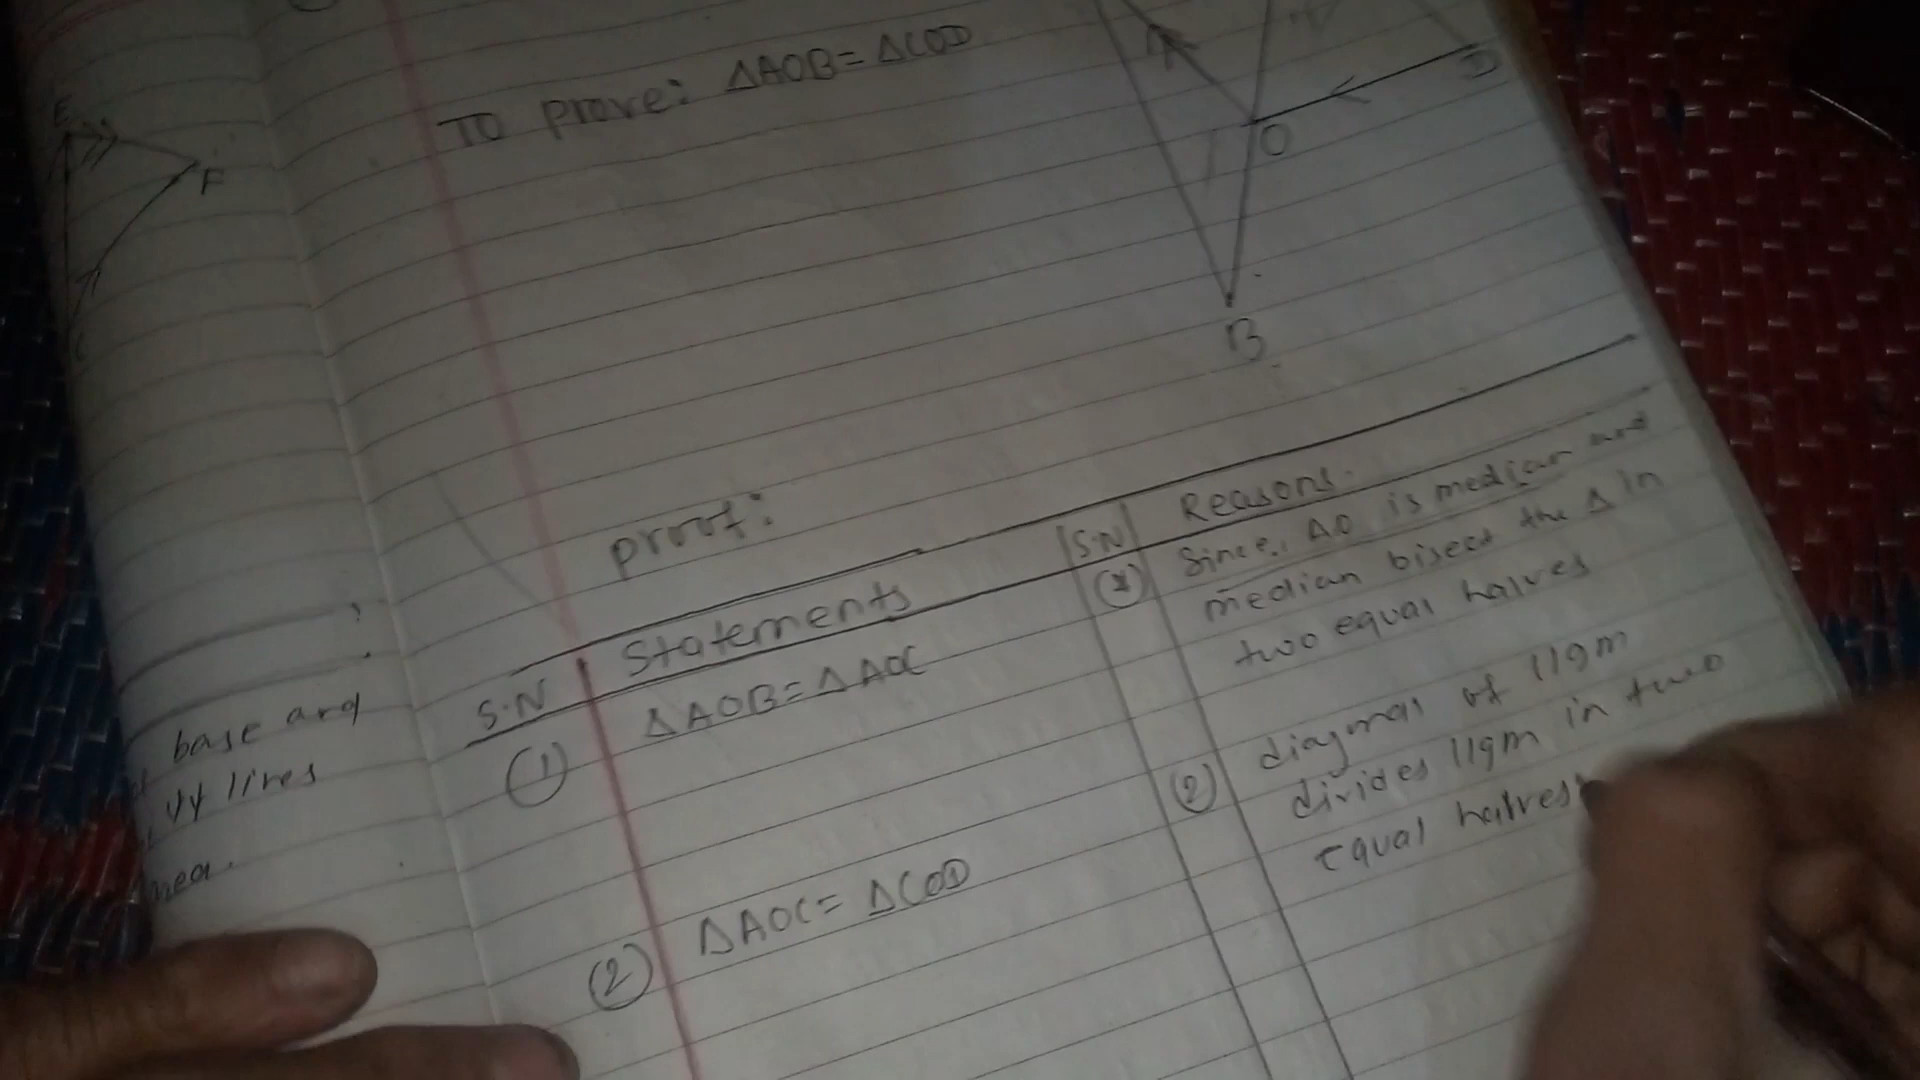 To prove: ΔAOB = ΔCOD
E
F
D
O
B
proof:
S.N
Statements
S.N
Reasons.
(1)
ΔAOB = ΔAOC
(1)
Since, AO is median and
median bisect the Δ in
two equal halves
(2)
ΔAOC = ΔCOD
(2)
diagonal of llgm
divides llgm in two
equal halves
base and
lines